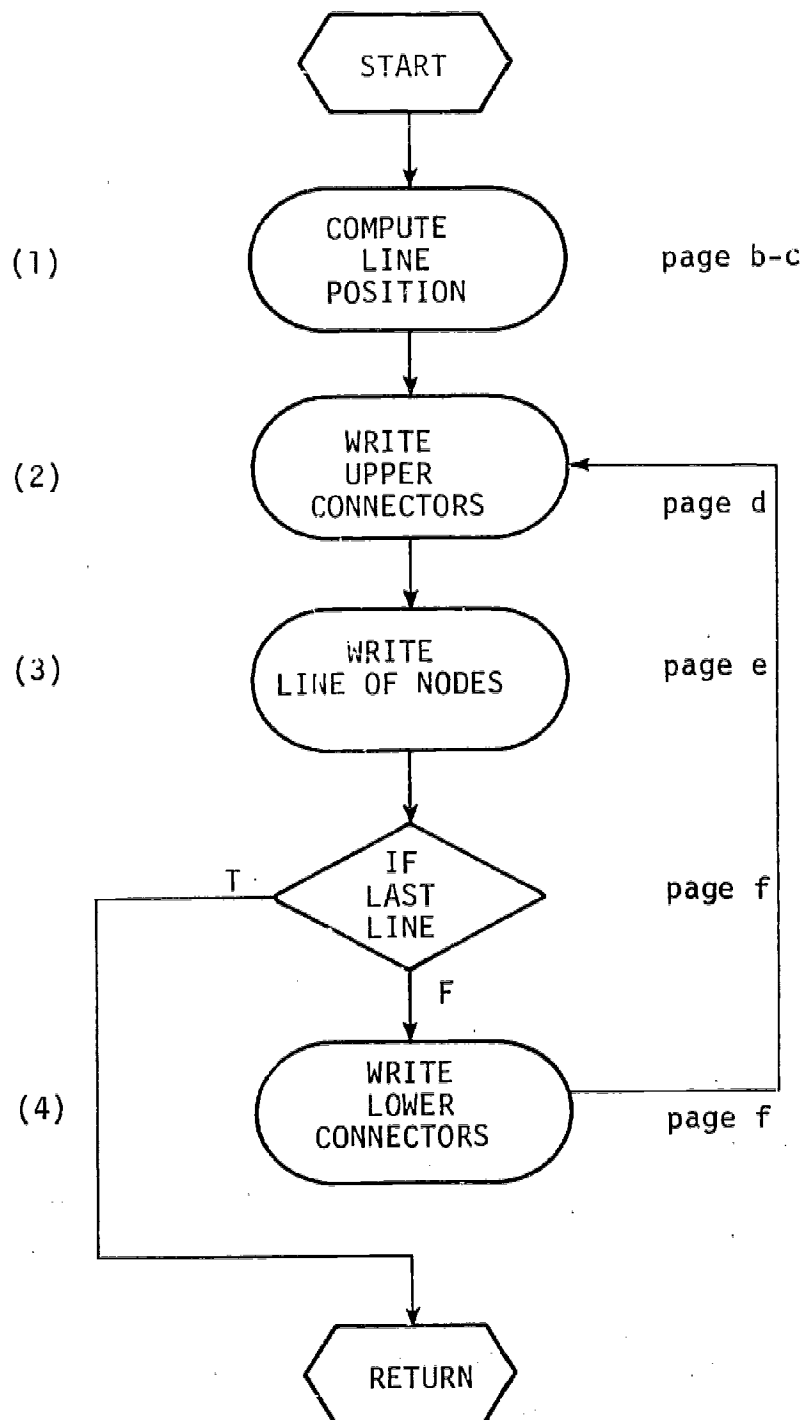 START
(1)
COMPUTE
LINE
POSITION
page b-c
(2)
WRITE
UPPER
CONNECTORS
page d
(3)
WRITE
LINE OF NODES
page e
T
IF
LAST
LINE
page f
F
(4)
WRITE
LOWER
CONNECTORS
page f
RETURN